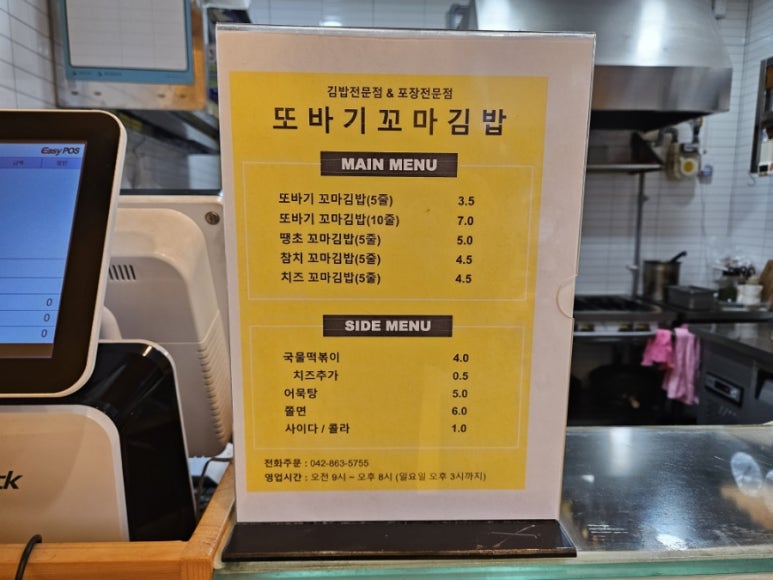 EasyPOS
김밥전문점 & 포장전문점
또바기꼬마김밥
MAIN MENU
또바기 꼬마김밥(5줄) 3.5
또바기 꼬마김밥(10줄) 7.0
땡초 꼬마김밥(5줄) 5.0
참치 꼬마김밥(5줄) 4.5
치즈 꼬마김밥(5줄) 4.5
SIDE MENU
국물떡볶이 4.0
치즈추가 0.5
어묵탕 5.0
쫄면 6.0
사이다 / 콜라 1.0
전화주문 : 042-863-5755
영업시간 : 오전 9시 ~ 오후 8시 (일요일 오후 3시까지)
0
0
0